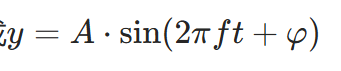 y = A · sin(2πft + φ)